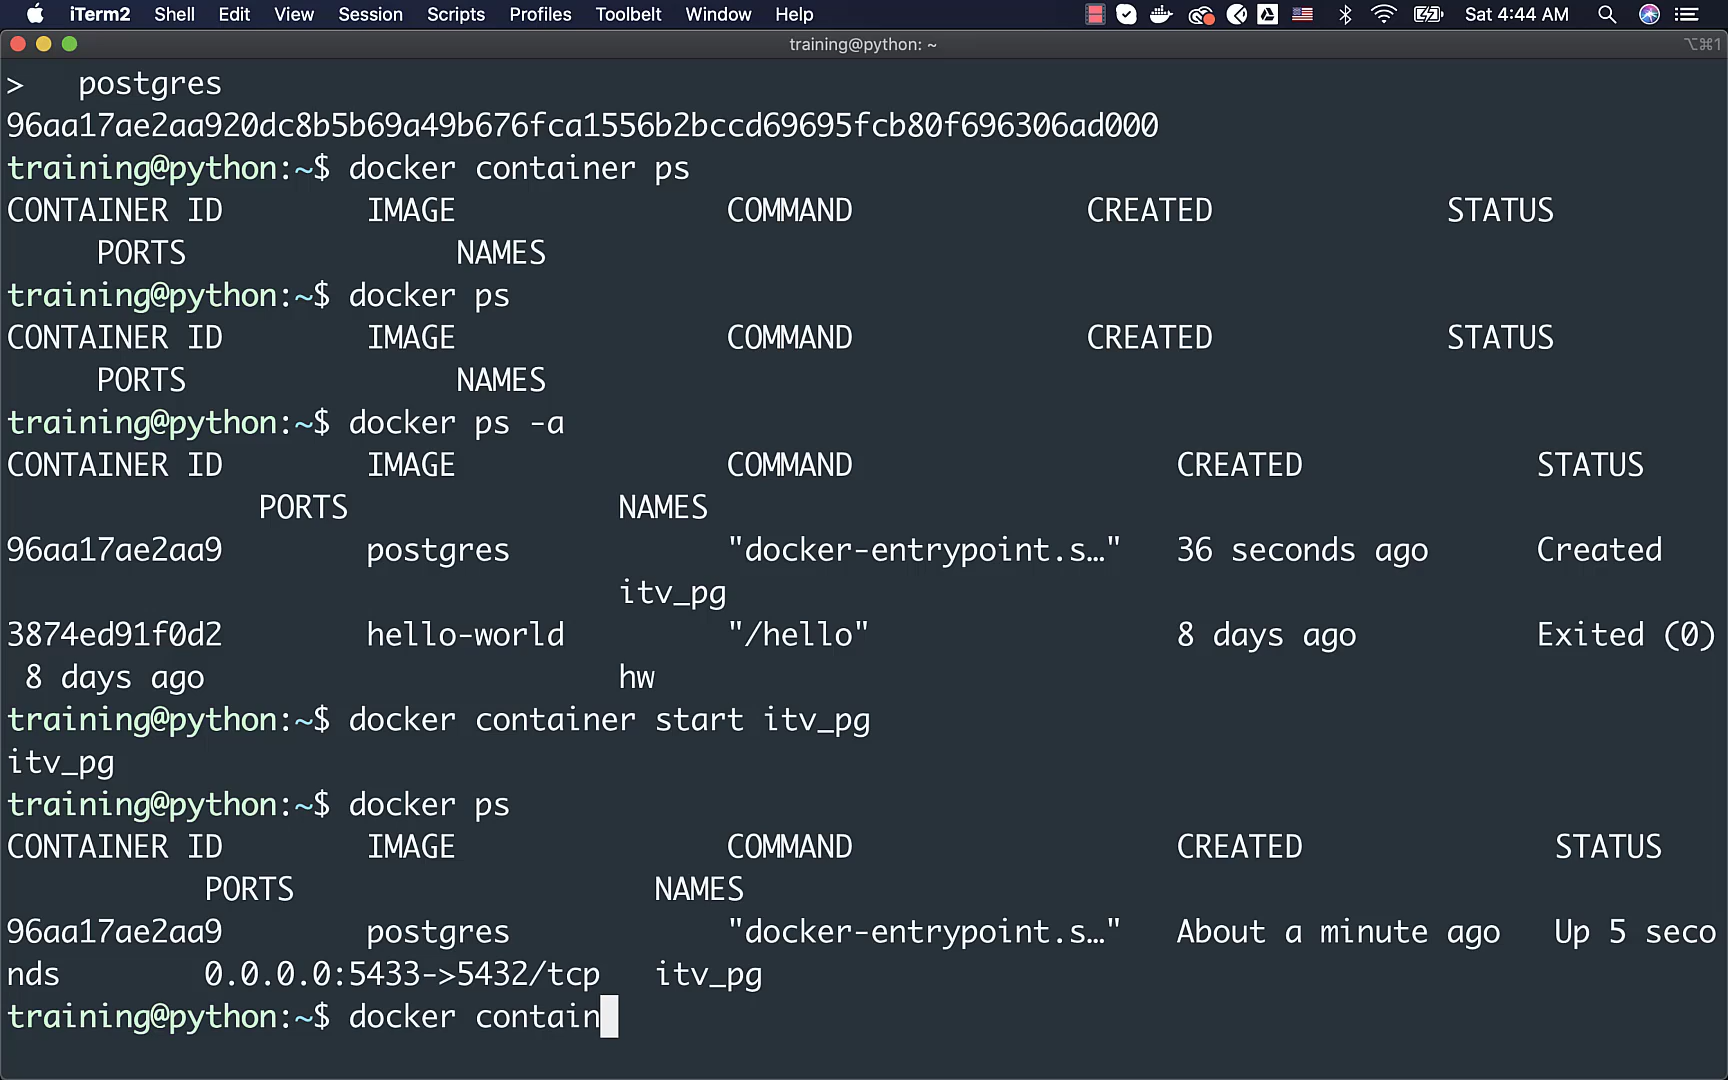 iTerm2 Shell Edit View Session Scripts Profiles Toolbelt Window Help Sat 4:44 AM
training@python: ~ ⌥⌘1
> postgres
96aa17ae2aa920dc8b5b69a49b676fca1556b2bccd69695fcb80f696306ad000
training@python:~$ docker container ps
CONTAINER ID IMAGE COMMAND CREATED STATUS
PORTS NAMES
training@python:~$ docker ps
CONTAINER ID IMAGE COMMAND CREATED STATUS
PORTS NAMES
training@python:~$ docker ps -a
CONTAINER ID IMAGE COMMAND CREATED STATUS
PORTS NAMES
96aa17ae2aa9 postgres "docker-entrypoint.s…" 36 seconds ago Created
itv_pg
3874ed91f0d2 hello-world "/hello" 8 days ago Exited (0)
8 days ago hw
training@python:~$ docker container start itv_pg
itv_pg
training@python:~$ docker ps
CONTAINER ID IMAGE COMMAND CREATED STATUS
PORTS NAMES
96aa17ae2aa9 postgres "docker-entrypoint.s…" About a minute ago Up 5 seco
nds 0.0.0.0:5433->5432/tcp itv_pg
training@python:~$ docker contain